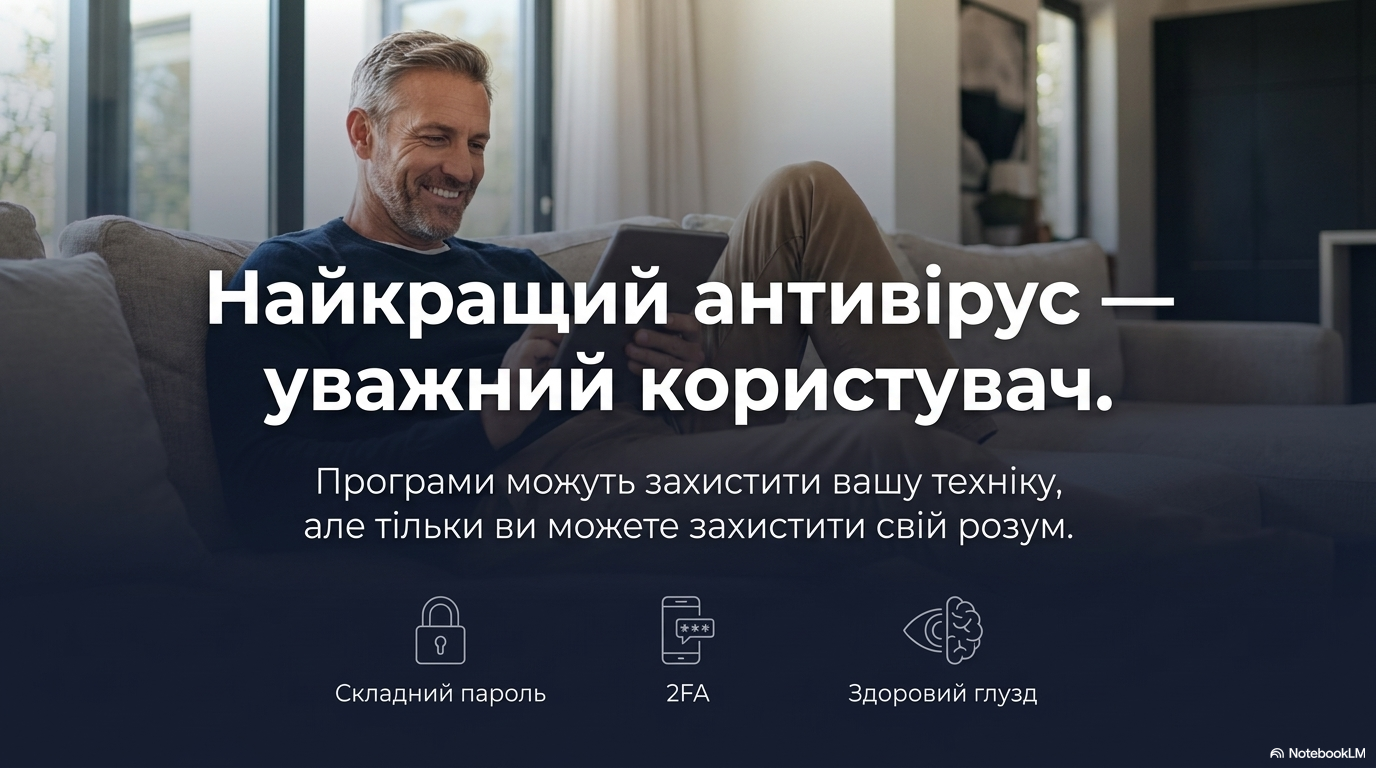 Найкращий антивірус —
уважний користувач.
Програми можуть захистити вашу техніку,
але тільки ви можете захистити свій розум.
***
Складний пароль
2FA
Здоровий глузд
NotebookLM